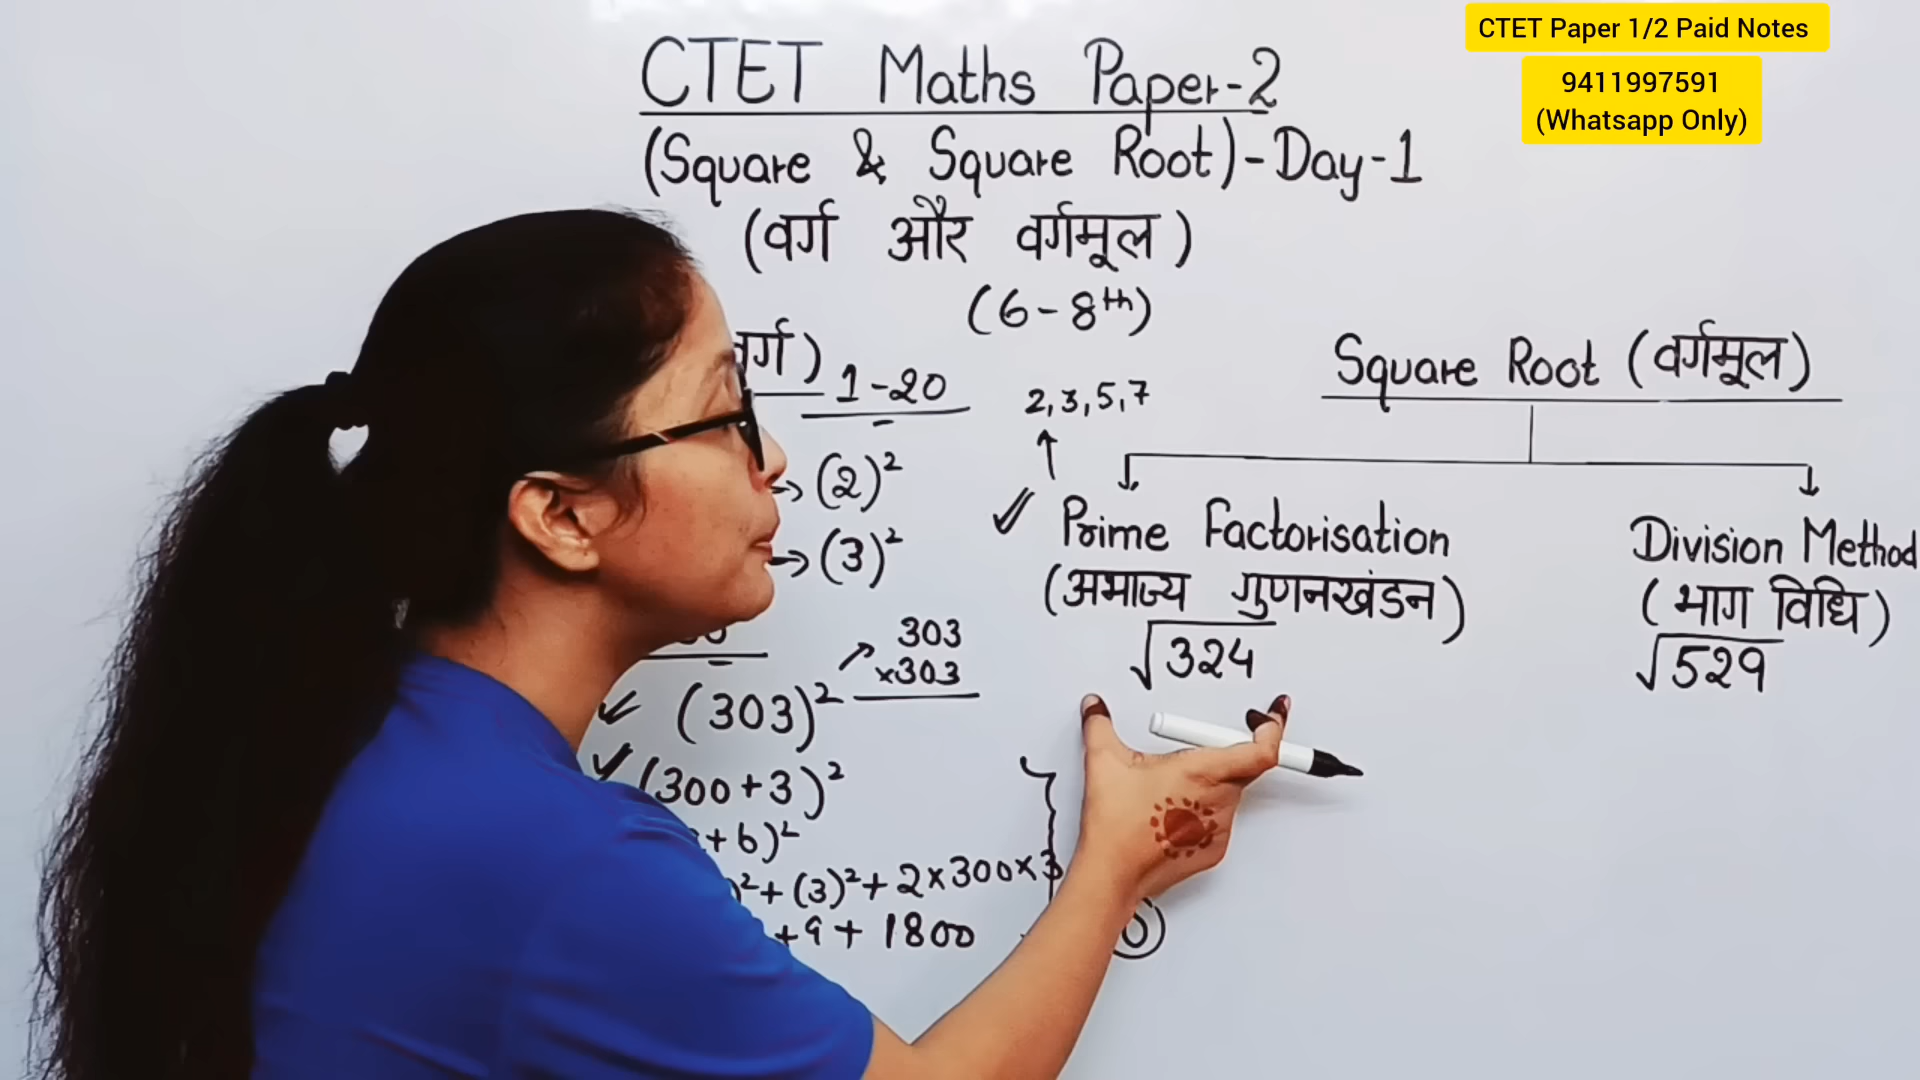 CTET Paper 1/2 Paid Notes
9411997591
(Whatsapp Only)
CTET Maths Paper-2
(Square & Square Root)-Day-1
(वर्ग और वर्गमूल)
(6-8th)
1-20
→(2)²
→(3)²
303
×303
(303)²
(300+3)²
+b)²
²+(3)²+2×300×3
+9+1800
Square Root (वर्गमूल)
2,3,5,7
Prime Factorisation
(अभाज्य गुणनखंडन)
√324
Division Method
(भाग विधि)
√529